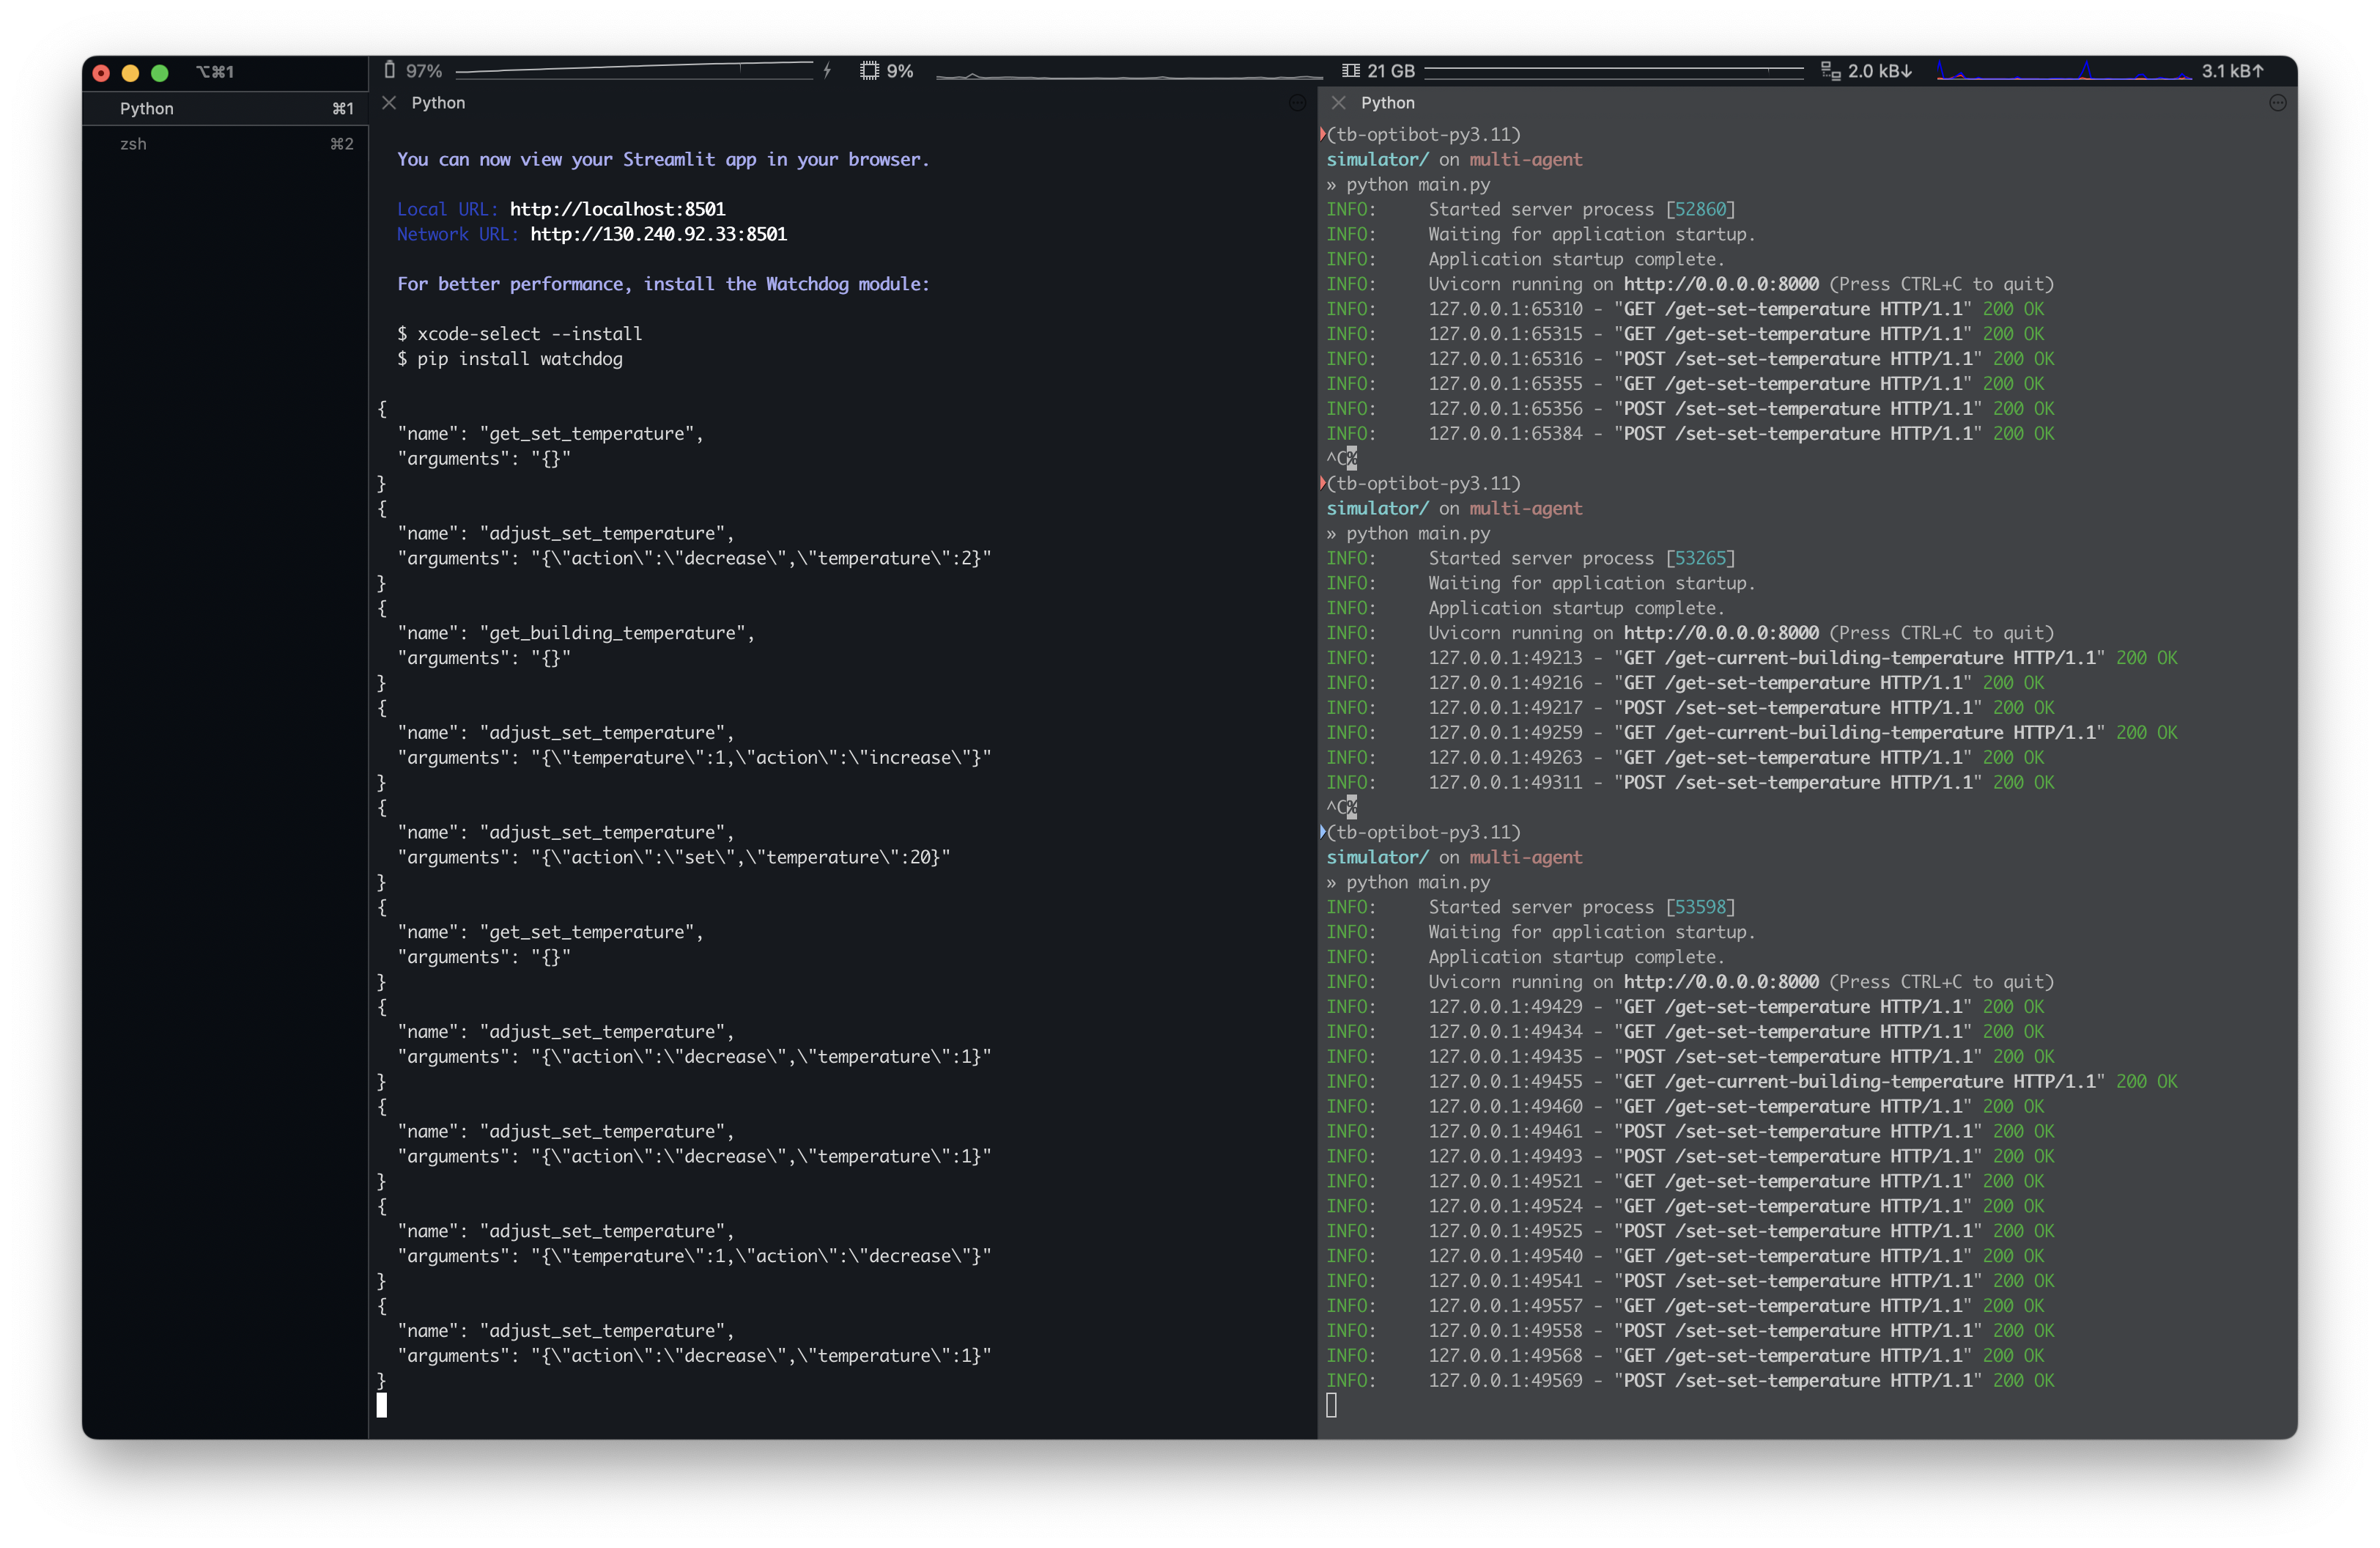 ⌥⌘1
97%
9%
21 GB
2.0 kB↓
3.1 kB↑
Python ⌘1
zsh ⌘2
Python
You can now view your Streamlit app in your browser.
Local URL: http://localhost:8501
Network URL: http://130.240.92.33:8501
For better performance, install the Watchdog module:
$ xcode-select --install
$ pip install watchdog
{
"name": "get_set_temperature",
"arguments": "{}"
}
{
"name": "adjust_set_temperature",
"arguments": "{\"action\":\"decrease\",\"temperature\":2}"
}
{
"name": "get_building_temperature",
"arguments": "{}"
}
{
"name": "adjust_set_temperature",
"arguments": "{\"temperature\":1,\"action\":\"increase\"}"
}
{
"name": "adjust_set_temperature",
"arguments": "{\"action\":\"set\",\"temperature\":20}"
}
{
"name": "get_set_temperature",
"arguments": "{}"
}
{
"name": "adjust_set_temperature",
"arguments": "{\"action\":\"decrease\",\"temperature\":1}"
}
{
"name": "adjust_set_temperature",
"arguments": "{\"action\":\"decrease\",\"temperature\":1}"
}
{
"name": "adjust_set_temperature",
"arguments": "{\"temperature\":1,\"action\":\"decrease\"}"
}
{
"name": "adjust_set_temperature",
"arguments": "{\"action\":\"decrease\",\"temperature\":1}"
}
Python
(tb-optibot-py3.11)
simulator/ on multi-agent
» python main.py
INFO: Started server process [52860]
INFO: Waiting for application startup.
INFO: Application startup complete.
INFO: Uvicorn running on http://0.0.0.0:8000 (Press CTRL+C to quit)
INFO: 127.0.0.1:65310 - "GET /get-set-temperature HTTP/1.1" 200 OK
INFO: 127.0.0.1:65315 - "GET /get-set-temperature HTTP/1.1" 200 OK
INFO: 127.0.0.1:65316 - "POST /set-set-temperature HTTP/1.1" 200 OK
INFO: 127.0.0.1:65355 - "GET /get-set-temperature HTTP/1.1" 200 OK
INFO: 127.0.0.1:65356 - "POST /set-set-temperature HTTP/1.1" 200 OK
INFO: 127.0.0.1:65384 - "POST /set-set-temperature HTTP/1.1" 200 OK
^C%
(tb-optibot-py3.11)
simulator/ on multi-agent
» python main.py
INFO: Started server process [53265]
INFO: Waiting for application startup.
INFO: Application startup complete.
INFO: Uvicorn running on http://0.0.0.0:8000 (Press CTRL+C to quit)
INFO: 127.0.0.1:49213 - "GET /get-current-building-temperature HTTP/1.1" 200 OK
INFO: 127.0.0.1:49216 - "GET /get-set-temperature HTTP/1.1" 200 OK
INFO: 127.0.0.1:49217 - "POST /set-set-temperature HTTP/1.1" 200 OK
INFO: 127.0.0.1:49259 - "GET /get-current-building-temperature HTTP/1.1" 200 OK
INFO: 127.0.0.1:49263 - "GET /get-set-temperature HTTP/1.1" 200 OK
INFO: 127.0.0.1:49311 - "POST /set-set-temperature HTTP/1.1" 200 OK
^C%
(tb-optibot-py3.11)
simulator/ on multi-agent
» python main.py
INFO: Started server process [53598]
INFO: Waiting for application startup.
INFO: Application startup complete.
INFO: Uvicorn running on http://0.0.0.0:8000 (Press CTRL+C to quit)
INFO: 127.0.0.1:49429 - "GET /get-set-temperature HTTP/1.1" 200 OK
INFO: 127.0.0.1:49434 - "GET /get-set-temperature HTTP/1.1" 200 OK
INFO: 127.0.0.1:49435 - "POST /set-set-temperature HTTP/1.1" 200 OK
INFO: 127.0.0.1:49455 - "GET /get-current-building-temperature HTTP/1.1" 200 OK
INFO: 127.0.0.1:49460 - "GET /get-set-temperature HTTP/1.1" 200 OK
INFO: 127.0.0.1:49461 - "POST /set-set-temperature HTTP/1.1" 200 OK
INFO: 127.0.0.1:49493 - "POST /set-set-temperature HTTP/1.1" 200 OK
INFO: 127.0.0.1:49521 - "GET /get-set-temperature HTTP/1.1" 200 OK
INFO: 127.0.0.1:49524 - "GET /get-set-temperature HTTP/1.1" 200 OK
INFO: 127.0.0.1:49525 - "POST /set-set-temperature HTTP/1.1" 200 OK
INFO: 127.0.0.1:49540 - "GET /get-set-temperature HTTP/1.1" 200 OK
INFO: 127.0.0.1:49541 - "POST /set-set-temperature HTTP/1.1" 200 OK
INFO: 127.0.0.1:49557 - "GET /get-set-temperature HTTP/1.1" 200 OK
INFO: 127.0.0.1:49558 - "POST /set-set-temperature HTTP/1.1" 200 OK
INFO: 127.0.0.1:49568 - "GET /get-set-temperature HTTP/1.1" 200 OK
INFO: 127.0.0.1:49569 - "POST /set-set-temperature HTTP/1.1" 200 OK